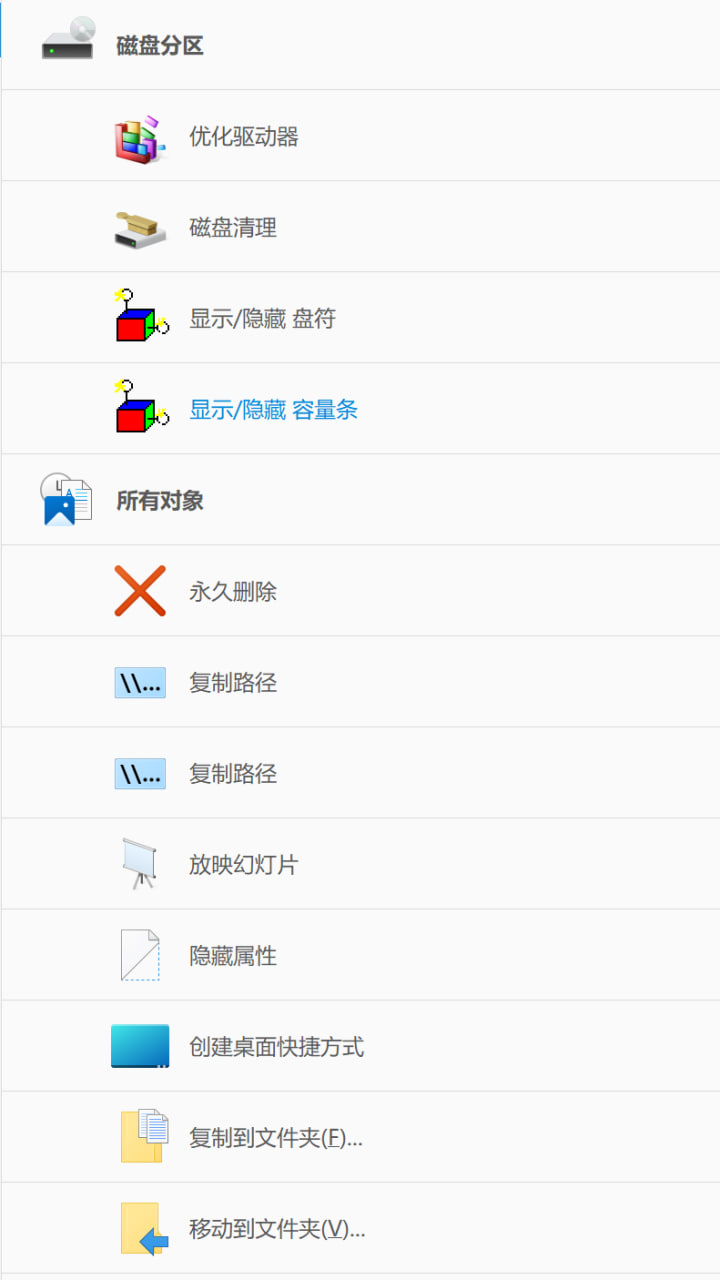 磁盘分区
优化驱动器
磁盘清理
显示/隐藏 盘符
显示/隐藏 容量条
所有对象
永久删除
\\...
复制路径
\\...
复制路径
放映幻灯片
隐藏属性
创建桌面快捷方式
复制到文件夹(F)...
移动到文件夹(V)...